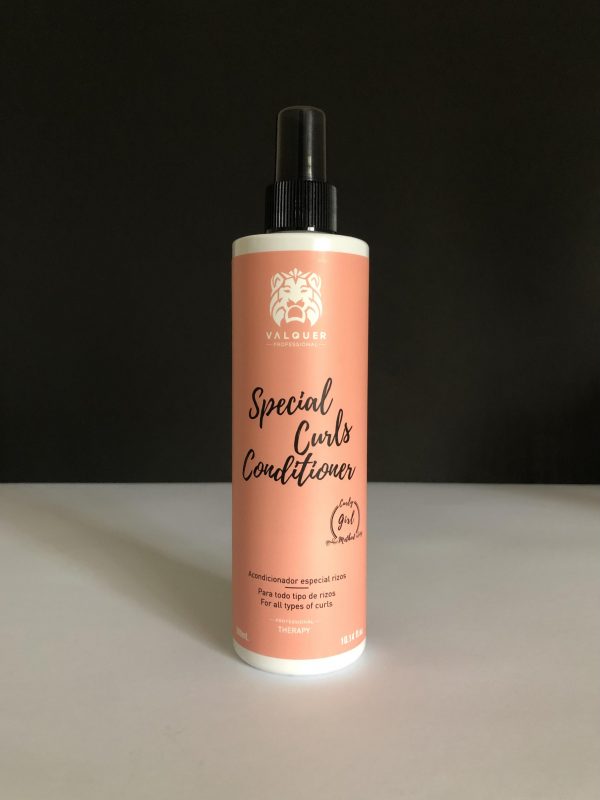 VALQUER
PROFESSIONAL
Special
Curls
Conditioner
Curly
Girl
Method
Acondicionador especial rizos
Para todo tipo de rizos
For all types of curls
PROFESSIONAL
THERAPY
10.14 fl.oz